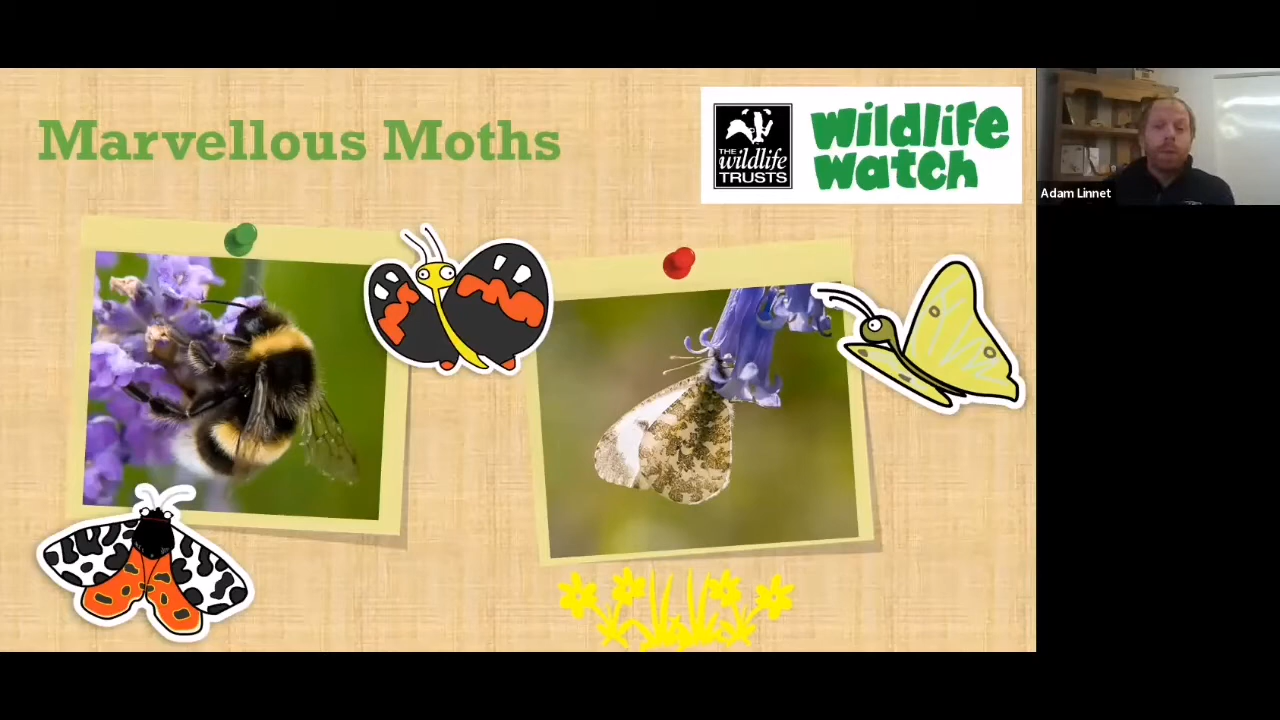 Marvellous Moths
THE
wildlife
TRUSTS
wildlife
watch
Adam Linnet